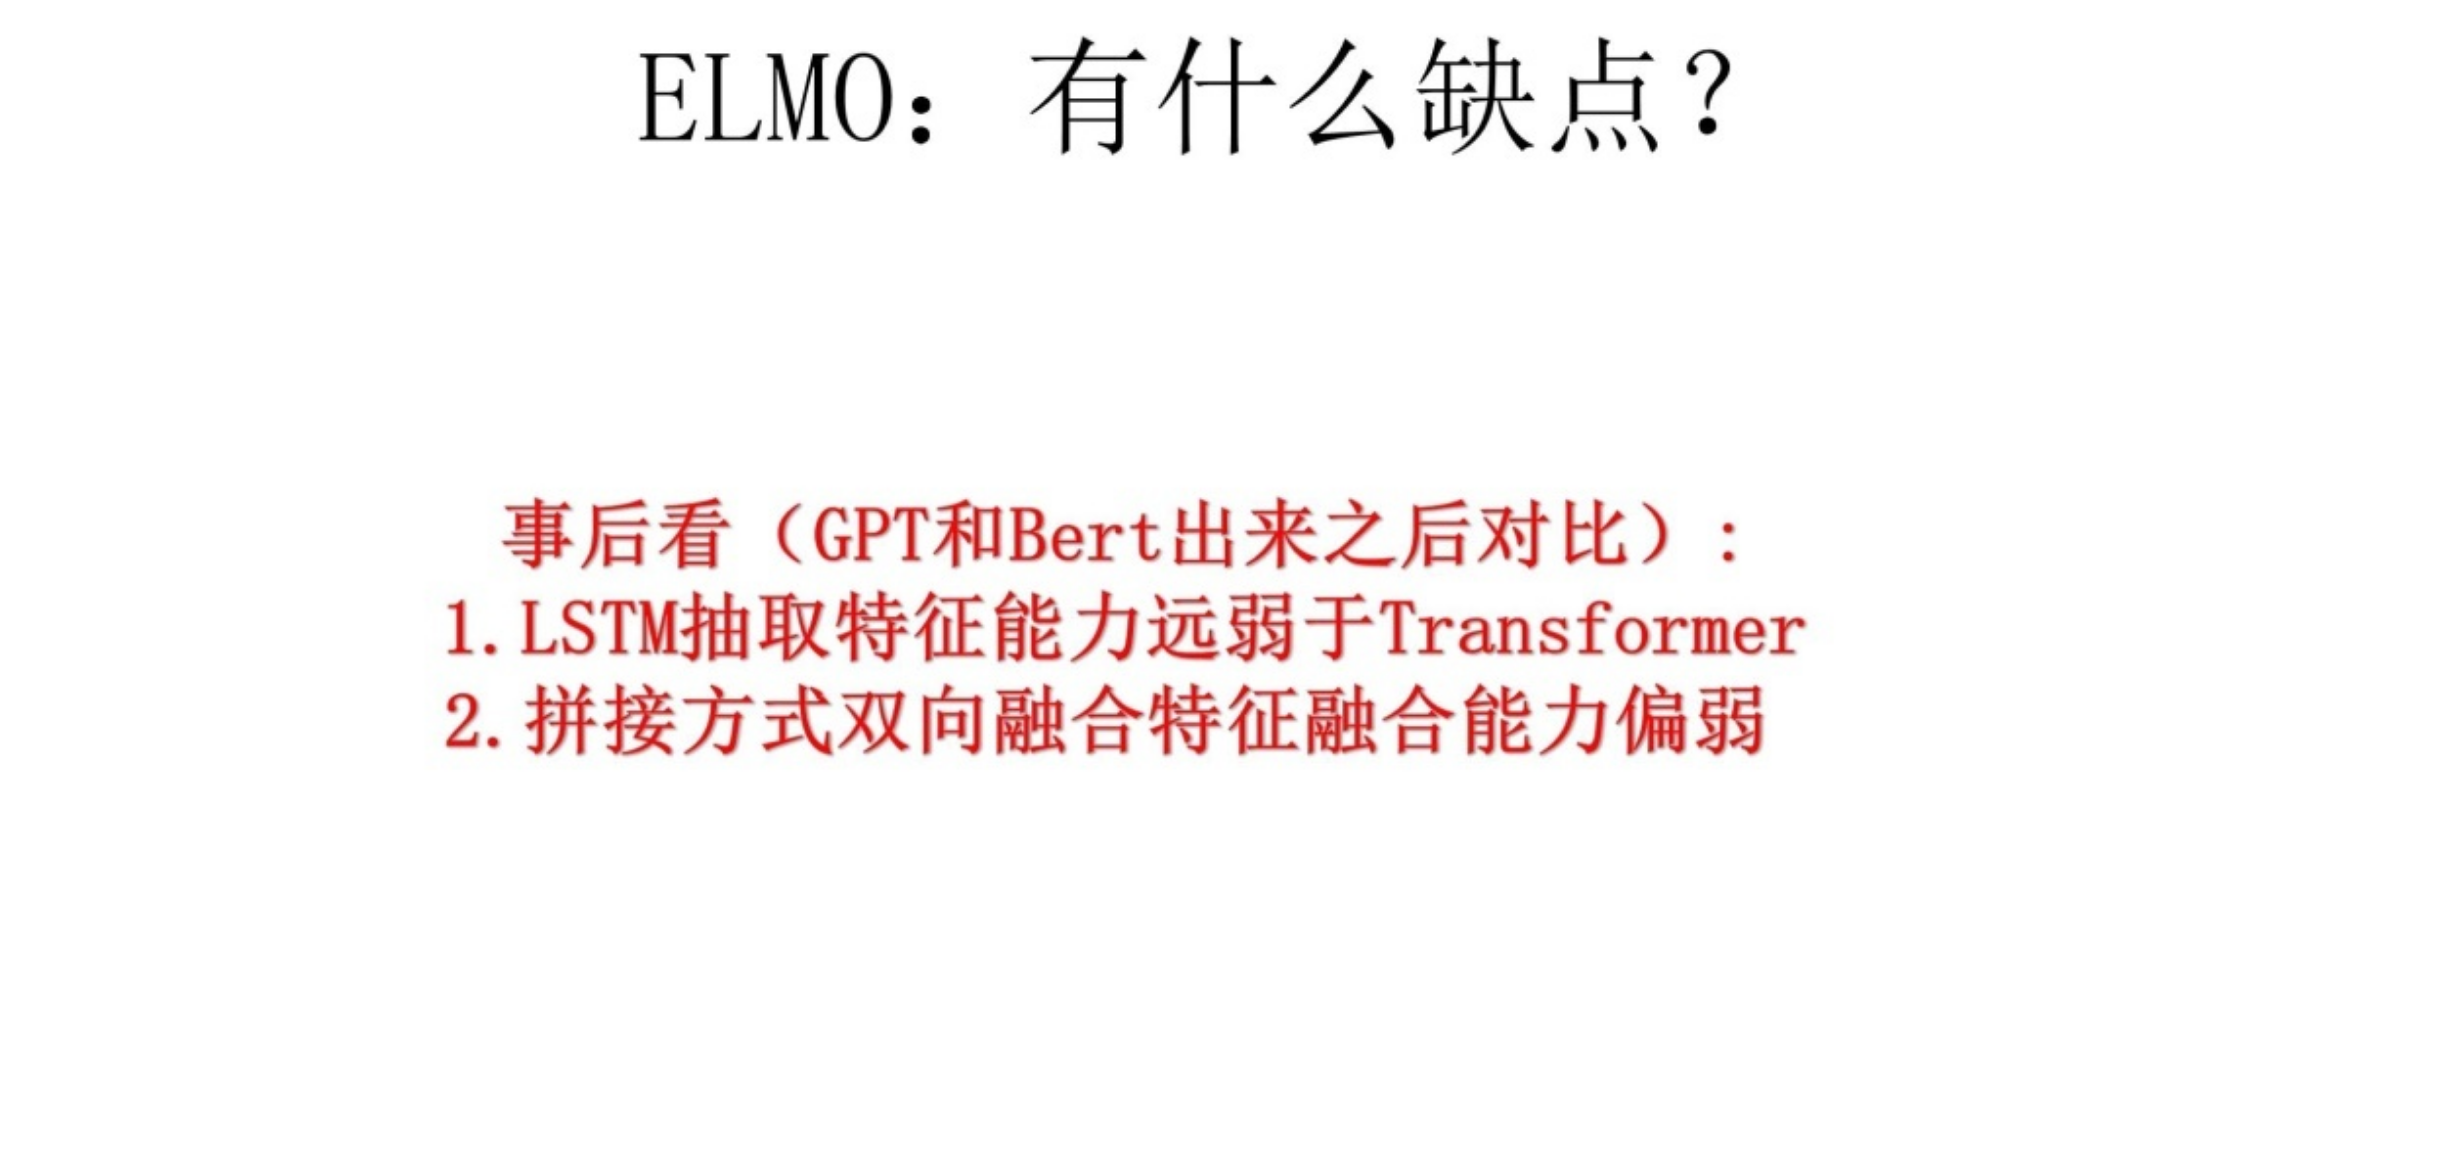 ELMO：有什么缺点？
事后看（GPT和Bert出来之后对比）:
1.LSTM抽取特征能力远弱于Transformer
2.拼接方式双向融合特征融合能力偏弱